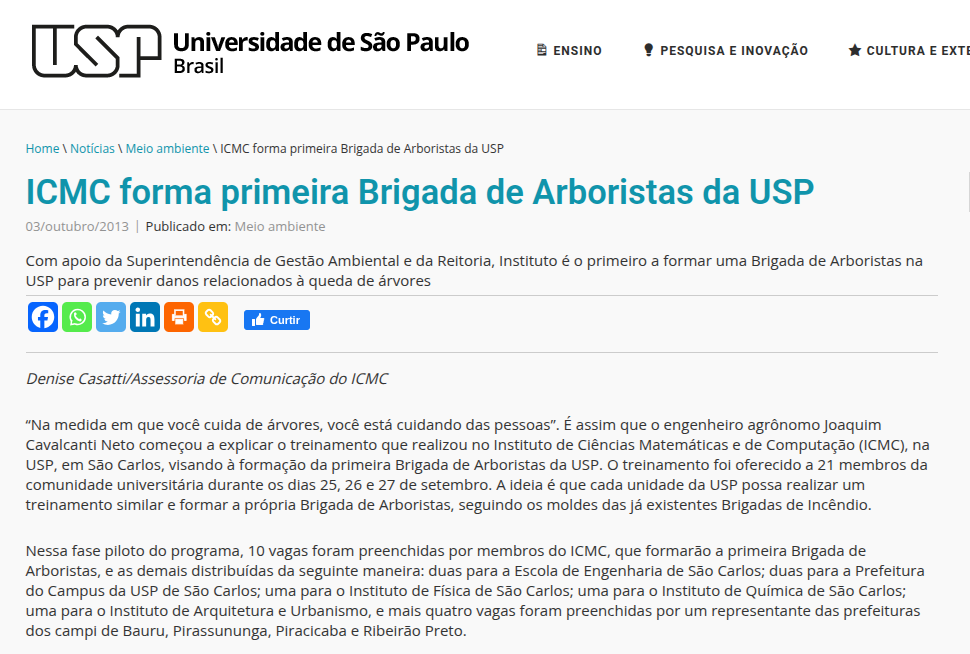 USP
Universidade de São Paulo
Brasil
ENSINO
PESQUISA E INOVAÇÃO
CULTURA E EXTE
Home \ Notícias \ Meio ambiente \ ICMC forma primeira Brigada de Arboristas da USP
ICMC forma primeira Brigada de Arboristas da USP
03/outubro/2013 | Publicado em: Meio ambiente
Com apoio da Superintendência de Gestão Ambiental e da Reitoria, Instituto é o primeiro a formar uma Brigada de Arboristas na
USP para prevenir danos relacionados à queda de árvores
Curtir
Denise Casatti/Assessoria de Comunicação do ICMC
“Na medida em que você cuida de árvores, você está cuidando das pessoas”. É assim que o engenheiro agrônomo Joaquim
Cavalcanti Neto começou a explicar o treinamento que realizou no Instituto de Ciências Matemáticas e de Computação (ICMC), na
USP, em São Carlos, visando à formação da primeira Brigada de Arboristas da USP. O treinamento foi oferecido a 21 membros da
comunidade universitária durante os dias 25, 26 e 27 de setembro. A ideia é que cada unidade da USP possa realizar um
treinamento similar e formar a própria Brigada de Arboristas, seguindo os moldes das já existentes Brigadas de Incêndio.
Nessa fase piloto do programa, 10 vagas foram preenchidas por membros do ICMC, que formarão a primeira Brigada de
Arboristas, e as demais distribuídas da seguinte maneira: duas para a Escola de Engenharia de São Carlos; duas para a Prefeitura
do Campus da USP de São Carlos; uma para o Instituto de Física de São Carlos; uma para o Instituto de Química de São Carlos;
uma para o Instituto de Arquitetura e Urbanismo, e mais quatro vagas foram preenchidas por um representante das prefeituras
dos campi de Bauru, Pirassununga, Piracicaba e Ribeirão Preto.